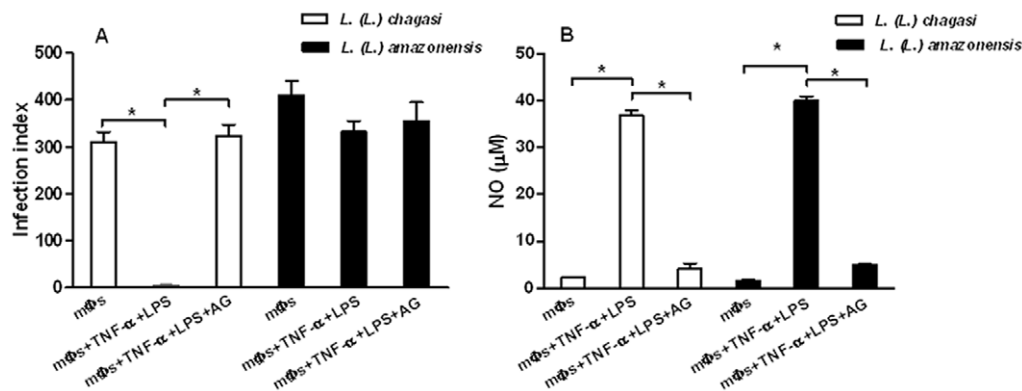 A
L. (L.) chagasi
L. (L.) amazonensis
Infection index
500
400
300
200
100
0
*
*
mΦs
mΦs+TNF-α+LPS
mΦs+TNF-α+LPS+AG
mΦs
mΦs+TNF-α+LPS
mΦs+TNF-α+LPS+AG
B
L. (L.) chagasi
L. (L.) amazonensis
NO (μM)
50
40
30
20
10
0
*
*
*
*
mΦs
mΦs+TNF-α+LPS
mΦs+TNF-α+LPS+AG
mΦs
mΦs+TNF-α+LPS
mΦs+TNF-α+LPS+AG